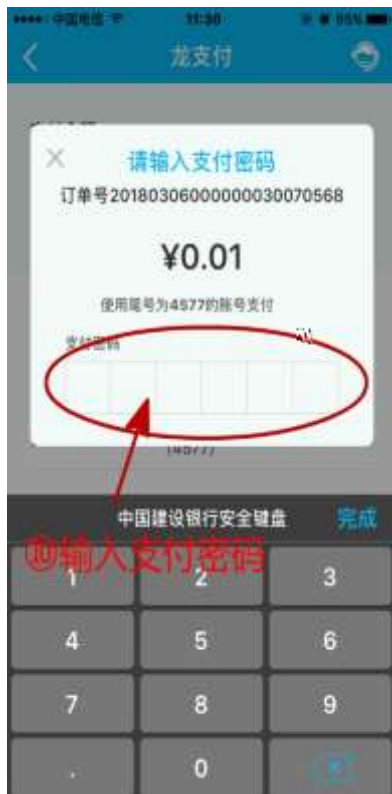 中国电信 11:30 85%
龙支付
请输入支付密码
订单号20180306000000030070568
¥0.01
使用尾号为4577的账号支付
支付密码
(4577)
中国建设银行安全键盘 完成
⑩输入支付密码
1 2 3
4 5 6
7 8 9
. 0